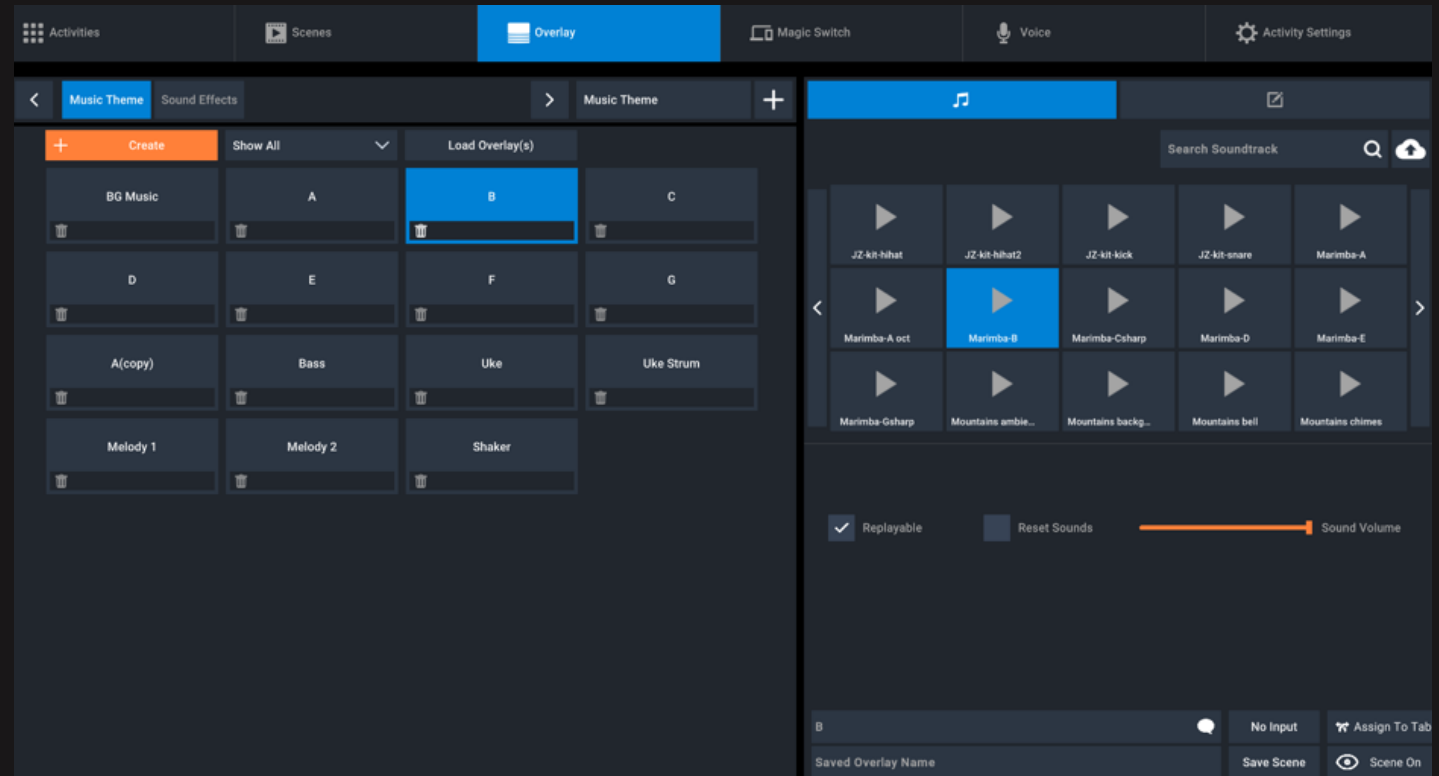 Activities Scenes Overlay Magic Switch Voice Activity Settings
Music Theme Sound Effects Music Theme
Create Show All Load Overlay(s)
BG Music A B C
D E F G
A(copy) Bass Uke Uke Strum
Melody 1 Melody 2 Shaker
Search Soundtrack
JZ-kit-hihat JZ-kit-hihat2 JZ-kit-kick JZ-kit-snare Marimba-A
Marimba-A oct Marimba-B Marimba-Csharp Marimba-D Marimba-E
Marimba-Gsharp Mountains ambie... Mountains backg... Mountains bell Mountains chimes
Replayable Reset Sounds Sound Volume
B No Input Assign To Tab
Saved Overlay Name Save Scene Scene On